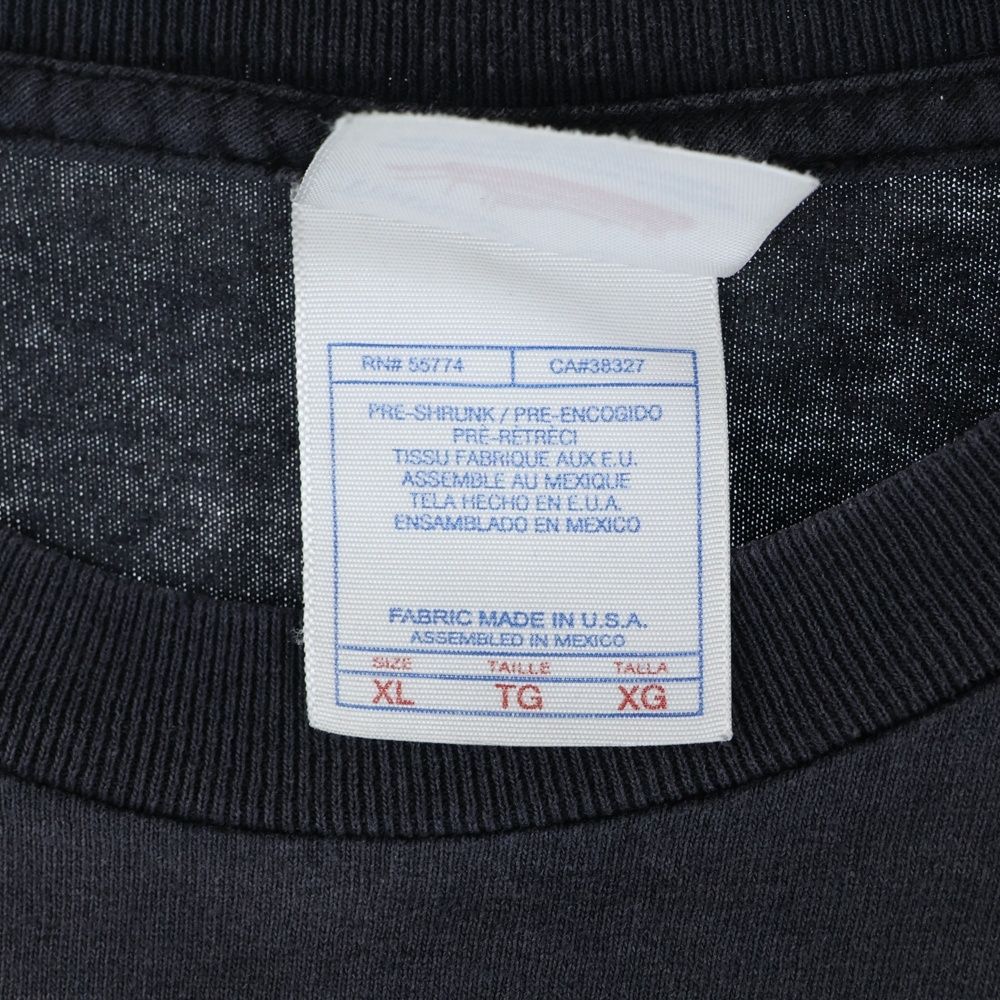 RN# 55774 CA#38327
PRE-SHRUNK / PRE-ENCOGIDO
PRÉ-RÉTRÉCI
TISSU FABRIQUE AUX E.U.
ASSEMBLE AU MEXIQUE
TELA HECHO EN E.U.A.
ENSAMBLADO EN MEXICO
FABRIC MADE IN U.S.A.
ASSEMBLED IN MEXICO
SIZE TAILLE TALLA
XL TG XG